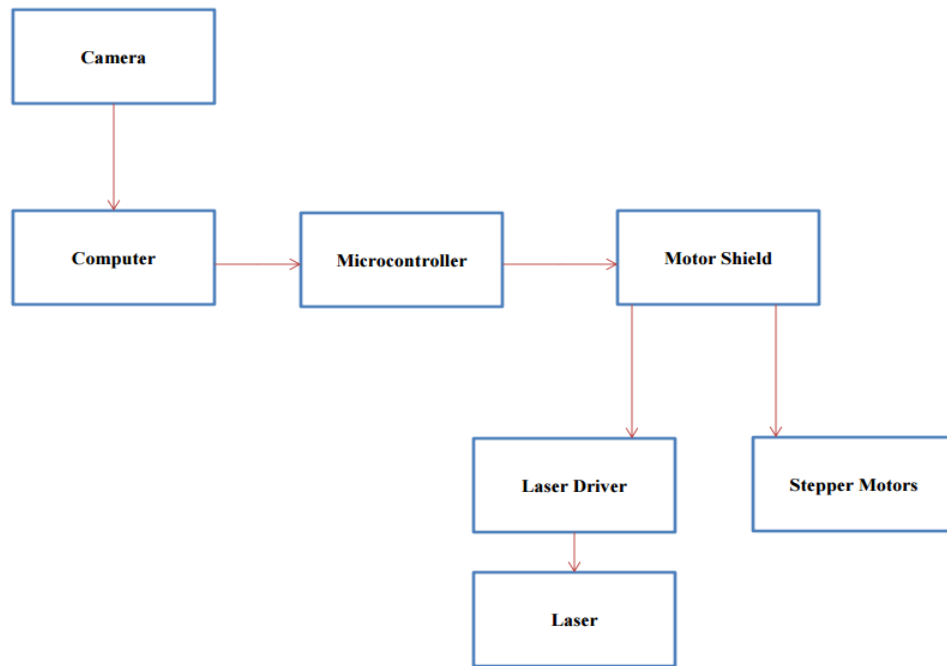 Camera
Computer
Microcontroller
Motor Shield
Laser Driver
Stepper Motors
Laser